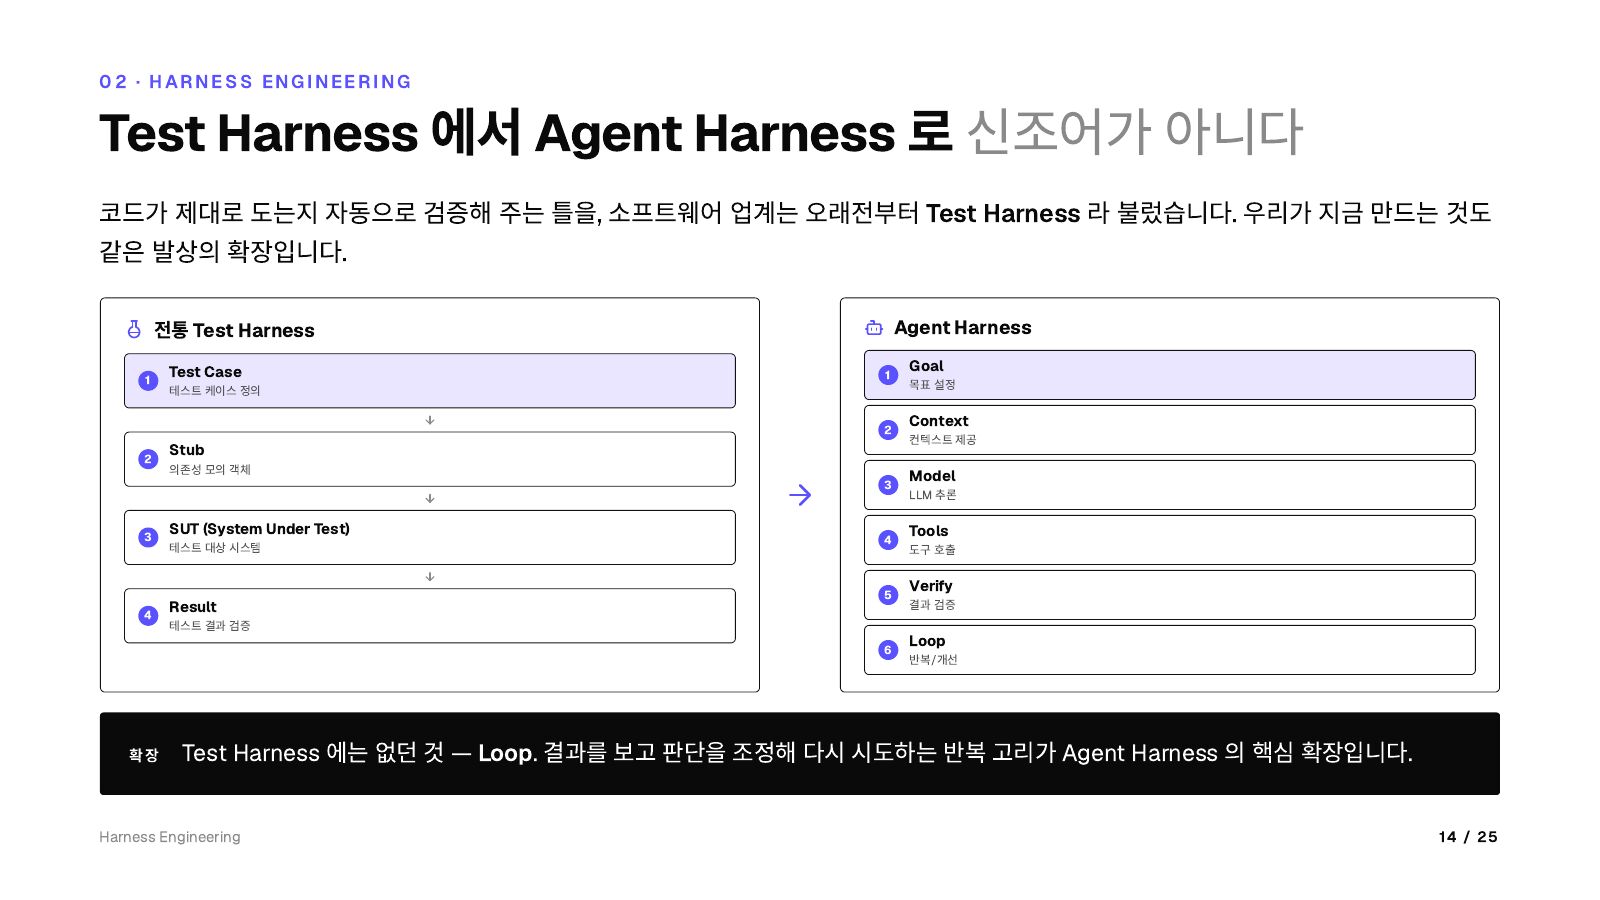 02 · HARNESS ENGINEERING
Test Harness 에서 Agent Harness 로 신조어가 아니다
코드가 제대로 도는지 자동으로 검증해 주는 틀을, 소프트웨어 업계는 오래전부터 Test Harness 라 불렀습니다. 우리가 지금 만드는 것도
같은 발상의 확장입니다.
전통 Test Harness
1
Test Case
테스트 케이스 정의
↓
2
Stub
의존성 모의 객체
↓
3
SUT (System Under Test)
테스트 대상 시스템
↓
4
Result
테스트 결과 검증
→
Agent Harness
1
Goal
목표 설정
2
Context
컨텍스트 제공
3
Model
LLM 추론
4
Tools
도구 호출
5
Verify
결과 검증
6
Loop
반복/개선
확장 Test Harness 에는 없던 것 — Loop. 결과를 보고 판단을 조정해 다시 시도하는 반복 고리가 Agent Harness 의 핵심 확장입니다.
Harness Engineering
14 / 25